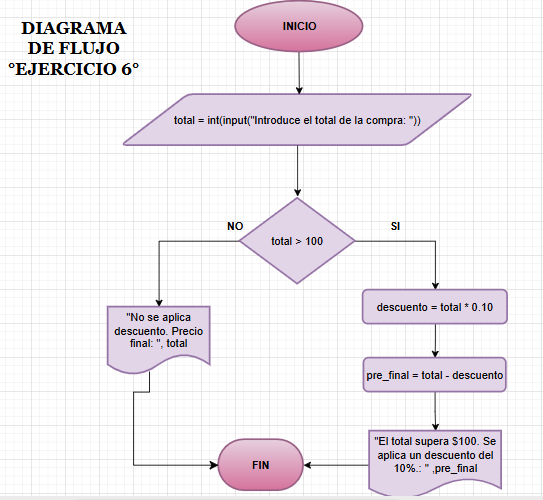 DIAGRAMA
DE FLUJO
°EJERCICIO 6°
INICIO
total = int(input("Introduce el total de la compra: "))
NO
SI
total > 100
"No se aplica
descuento. Precio
final: ", total
descuento = total * 0.10
pre_final = total - descuento
"El total supera $100. Se
aplica un descuento del
10%.: " ,pre_final
FIN